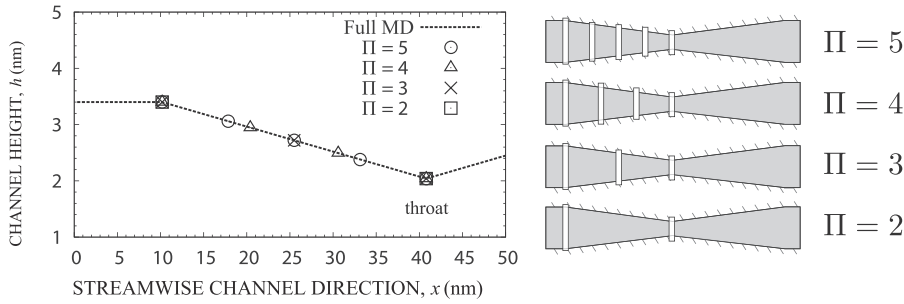 5
4
3
2
1
CHANNEL HEIGHT, h (nm)
Full MD
Π = 5
Π = 4
Π = 3
Π = 2
throat
0 5 10 15 20 25 30 35 40 45 50
STREAMWISE CHANNEL DIRECTION, x (nm)
Π = 5
Π = 4
Π = 3
Π = 2